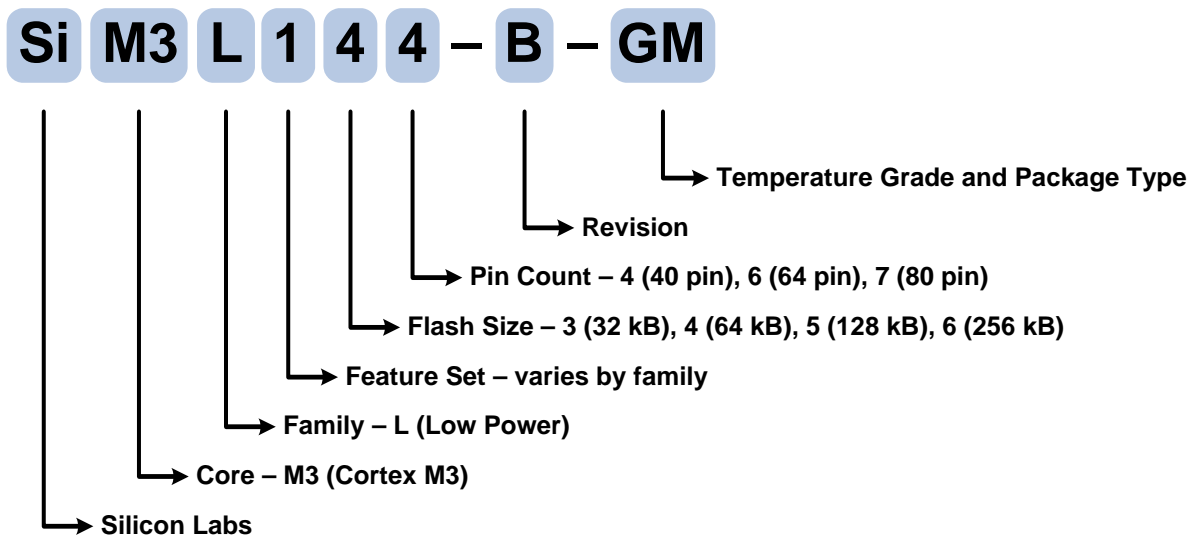 Si M3 L 1 4 4 – B – GM
Temperature Grade and Package Type
Revision
Pin Count – 4 (40 pin), 6 (64 pin), 7 (80 pin)
Flash Size – 3 (32 kB), 4 (64 kB), 5 (128 kB), 6 (256 kB)
Feature Set – varies by family
Family – L (Low Power)
Core – M3 (Cortex M3)
Silicon Labs